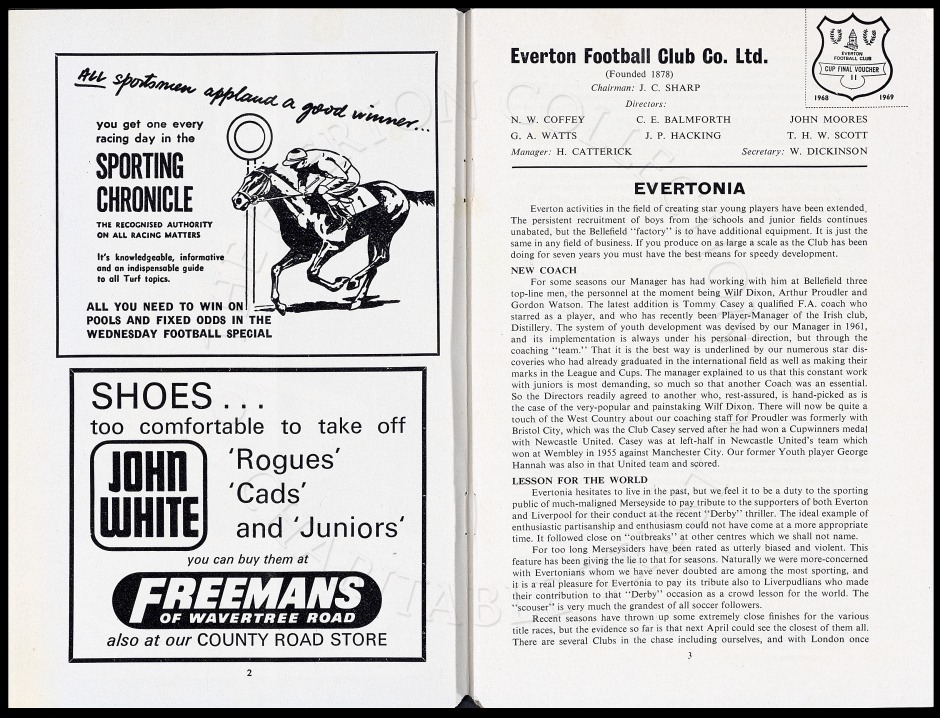 ALL sportsmen applaud a good winner...
you get one every
racing day in the
SPORTING
CHRONICLE
THE RECOGNISED AUTHORITY
ON ALL RACING MATTERS
It's knowledgeable, informative
and an indispensable guide
to all Turf topics.
1
ALL YOU NEED TO WIN ON
POOLS AND FIXED ODDS IN THE
WEDNESDAY FOOTBALL SPECIAL
SHOES . . .
too comfortable to take off
JOHN
WHITE
'Rogues'
'Cads'
and 'Juniors'
you can buy them at
FREEMANS
OF WAVERTREE ROAD
also at our COUNTY ROAD STORE
2
Everton Football Club Co. Ltd.
(Founded 1878)
Chairman: J. C. SHARP
Directors:
N. W. COFFEY C. E. BALMFORTH JOHN MOORES
G. A. WATTS J. P. HACKING T. H. W. SCOTT
Manager: H. CATTERICK Secretary: W. DICKINSON
EVERTON
FOOTBALL CLUB
CUP FINAL VOUCHER
11
1968 1969
EVERTONIA
Everton activities in the field of creating star young players have been extended.
The persistent recruitment of boys from the schools and junior fields continues
unabated, but the Bellefield "factory" is to have additional equipment. It is just the
same in any field of business. If you produce on as large a scale as the Club has been
doing for seven years you must have the best means for speedy development.
NEW COACH
For some seasons our Manager has had working with him at Bellefield three
top-line men, the personnel at the moment being Wilf Dixon, Arthur Proudler and
Gordon Watson. The latest addition is Tommy Casey a qualified F.A. coach who
starred as a player, and who has recently been Player-Manager of the Irish club,
Distillery. The system of youth development was devised by our Manager in 1961,
and its implementation is always under his personal direction, but through the
coaching "team." That it is the best way is underlined by our numerous star dis-
coveries who had already graduated in the international field as well as making their
marks in the League and Cups. The manager explained to us that this constant work
with juniors is most demanding, so much so that another Coach was an essential.
So the Directors readily agreed to another who, rest-assured, is hand-picked as is
the case of the very-popular and painstaking Wilf Dixon. There will now be quite a
touch of the West Country about our coaching staff for Proudler was formerly with
Bristol City, which was the Club Casey served after he had won a Cupwinners medal
with Newcastle United. Casey was at left-half in Newcastle United's team which
won at Wembley in 1955 against Manchester City. Our former Youth player George
Hannah was also in that United team and scored.
LESSON FOR THE WORLD
Evertonia hesitates to live in the past, but we feel it to be a duty to the sporting
public of much-maligned Merseyside to pay tribute to the supporters of both Everton
and Liverpool for their conduct at the recent "Derby" thriller. The ideal example of
enthusiastic partisanship and enthusiasm could not have come at a more appropriate
time. It followed close on "outbreaks" at other centres which we shall not name.
For too long Merseysiders have been rated as utterly biased and violent. This
feature has been giving the lie to that for seasons. Naturally we were more-concerned
with Evertonians whom we have never doubted are among the most sporting, and
it is a real pleasure for Evertonia to pay its tribute also to Liverpudlians who made
their contribution to that "Derby" occasion as a crowd lesson for the world. The
"scouser" is very much the grandest of all soccer followers.
Recent seasons have thrown up some extremely close finishes for the various
title races, but the evidence so far is that next April could see the closest of them all.
There are several Clubs in the chase including ourselves, and with London once
3